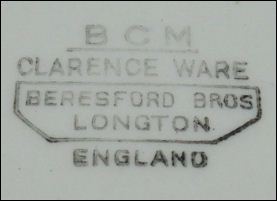 BCM
CLARENCE WARE
BERESFORD BROS
LONGTON
ENGLAND